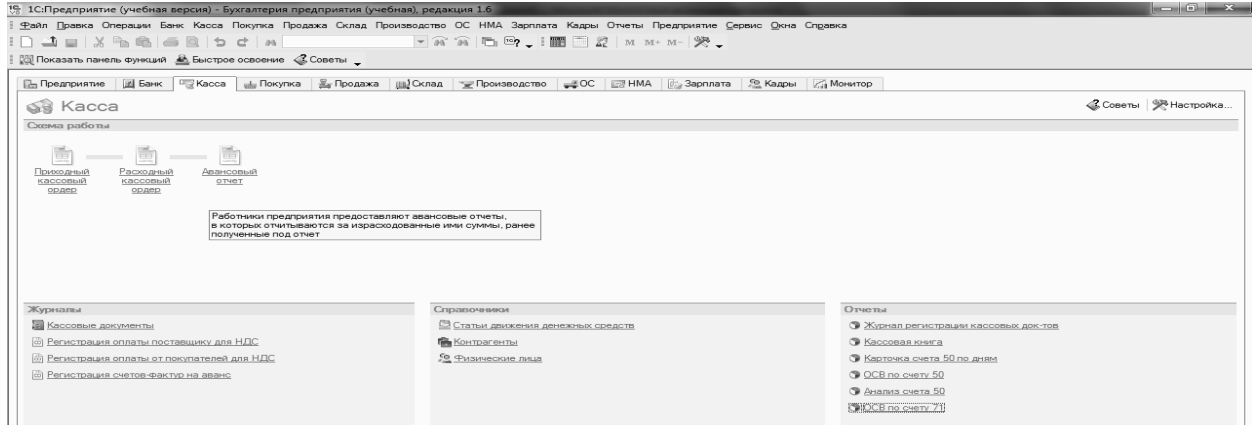 1С:Предприятие (учебная версия) - Бухгалтерия предприятия (учебная), редакция 1.6
Файл Правка Операции Банк Касса Покупка Продажа Склад Производство ОС НМА Зарплата Кадры Отчеты Предприятие Сервис Окна Справка
M M+ M-
Показать панель функций Быстрое освоение Советы
Предприятие Банк Касса Покупка Продажа Склад Производство ОС НМА Зарплата Кадры Монитор
Касса Советы Настройка...
Схема работы
Приходный Расходный Авансовый
кассовый кассовый отчет
ордер ордер
Работники предприятия предоставляют авансовые отчеты,
в которых отчитываются за израсходованные ими суммы, ранее
полученные под отчет
Журналы Справочники Отчеты
Кассовые документы Статьи движения денежных средств Журнал регистрации кассовых док-тов
Регистрация оплаты поставщику для НДС Контрагенты Кассовая книга
Регистрация оплаты от покупателей для НДС Физические лица Карточка счета 50 по дням
Регистрация счетов-фактур на аванс ОСВ по счету 50
Анализ счета 50
ОСВ по счету 71